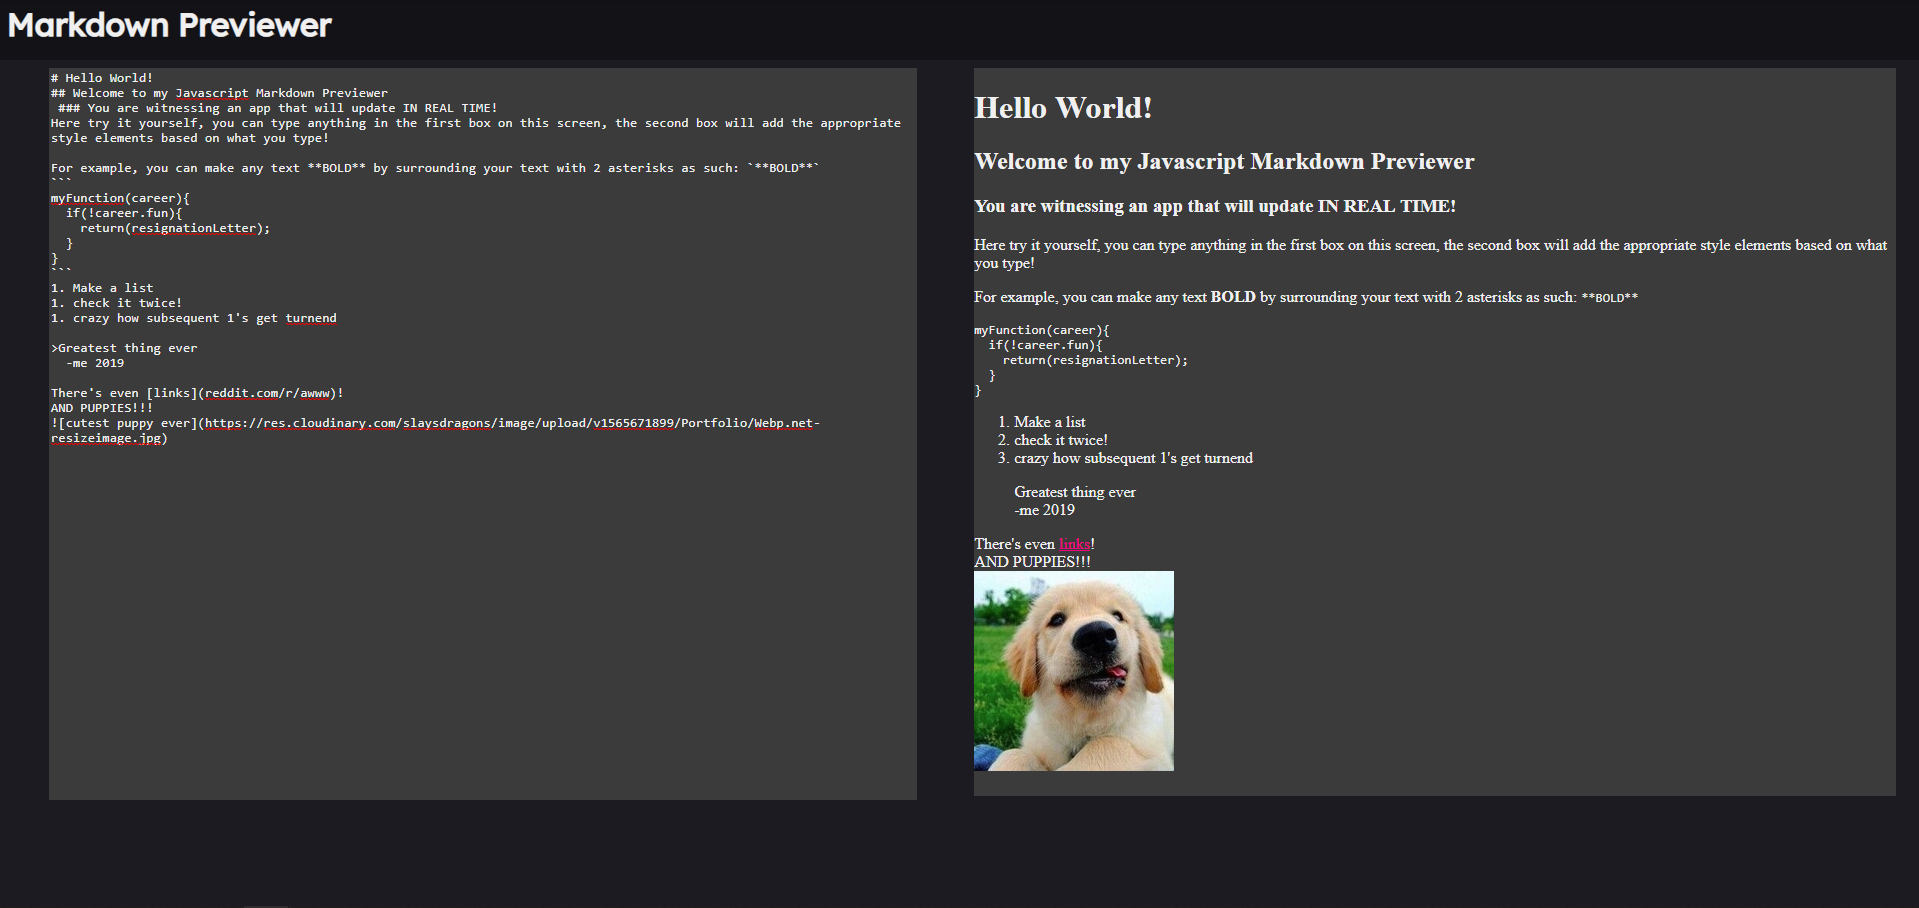 Markdown Previewer
# Hello World!
## Welcome to my Javascript Markdown Previewer
 ### You are witnessing an app that will update IN REAL TIME!
Here try it yourself, you can type anything in the first box on this screen, the second box will add the appropriate
style elements based on what you type!

For example, you can make any text **BOLD** by surrounding your text with 2 asterisks as such: `**BOLD**`
```
myFunction(career){
  if(!career.fun){
    return(resignationLetter);
  }
}
```
1. Make a list
1. check it twice!
1. crazy how subsequent 1's get turnend

>Greatest thing ever
  -me 2019

There's even [links](reddit.com/r/awww)!
AND PUPPIES!!!
![cutest puppy ever](https://res.cloudinary.com/slaysdragons/image/upload/v1565671899/Portfolio/Webp.net-
resizeimage.jpg)
Hello World!
Welcome to my Javascript Markdown Previewer
You are witnessing an app that will update IN REAL TIME!
Here try it yourself, you can type anything in the first box on this screen, the second box will add the appropriate style elements based on what
you type!
For example, you can make any text BOLD by surrounding your text with 2 asterisks as such: **BOLD**
myFunction(career){
  if(!career.fun){
    return(resignationLetter);
  }
}
1. Make a list
2. check it twice!
3. crazy how subsequent 1's get turnend
Greatest thing ever
-me 2019
There's even links!
AND PUPPIES!!!